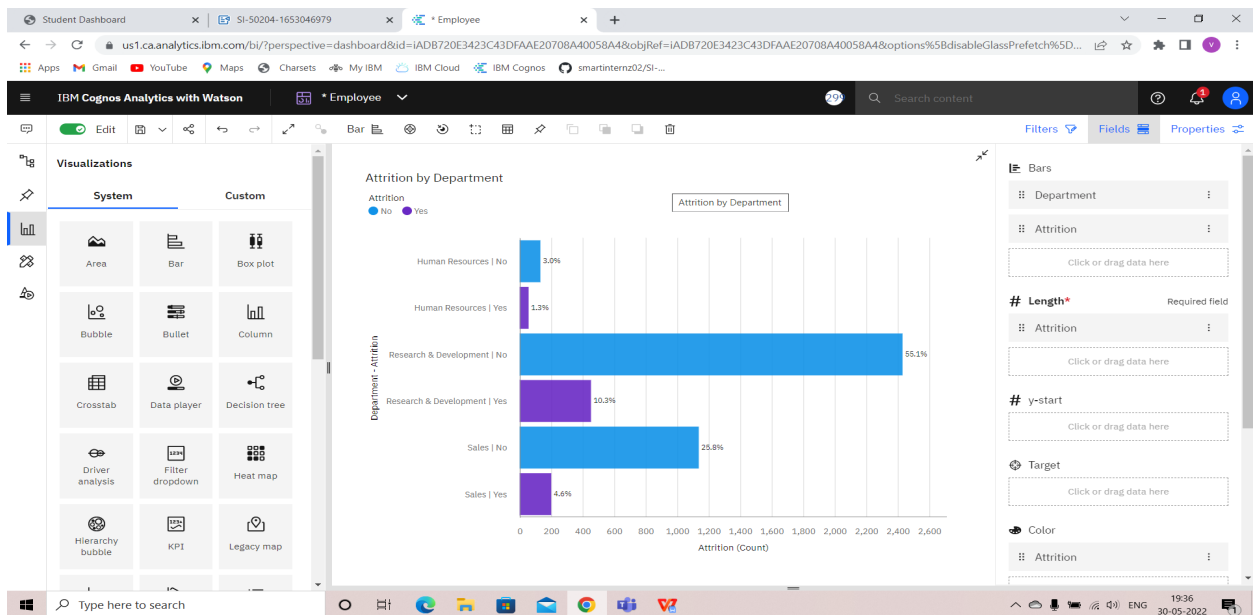 Student Dashboard
SI-50204-1653046979
* Employee
us1.ca.analytics.ibm.com/bi/?perspective=dashboard&id=iADB720E3423C43DFAAE20708A40058A4&objRef=iADB720E3423C43DFAAE20708A40058A4&options%5BdisableGlassPrefetch%5D...
Apps Gmail YouTube Maps Charsets My IBM IBM Cloud IBM Cognos smartinternz02/SI-...
IBM Cognos Analytics with Watson * Employee Search content 1
Edit Bar Filters Fields Properties
Visualizations
System Custom
Area Bar Box plot
Bubble Bullet Column
Crosstab Data player Decision tree
Driver analysis Filter dropdown Heat map
Hierarchy bubble KPI Legacy map
Attrition by Department
Attrition
No Yes
Attrition by Department
Department - Attrition
Human Resources | No 3.0%
Human Resources | Yes 1.3%
Research & Development | No 55.1%
Research & Development | Yes 10.3%
Sales | No 25.8%
Sales | Yes 4.6%
0 200 400 600 800 1,000 1,200 1,400 1,600 1,800 2,000 2,200 2,400 2,600
Attrition (Count)
Bars
Department
Attrition
Click or drag data here
# Length* Required field
Attrition
Click or drag data here
# y-start
Click or drag data here
Target
Click or drag data here
Color
Attrition
Type here to search
ENG 19:36
30-05-2022